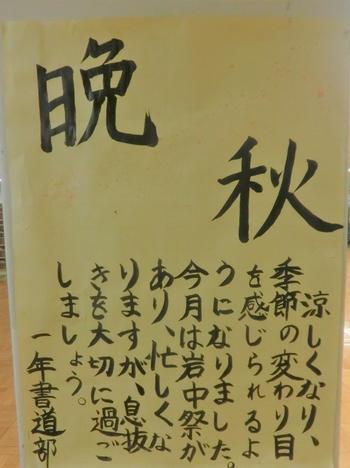 晩秋
涼しくなり、
季節の変わり目
を感じられるよ
うになりました。
今月は岩中祭が
あり、忙しくな
りますが、息抜
きを大切に過ご
しましょう。
一年書道部